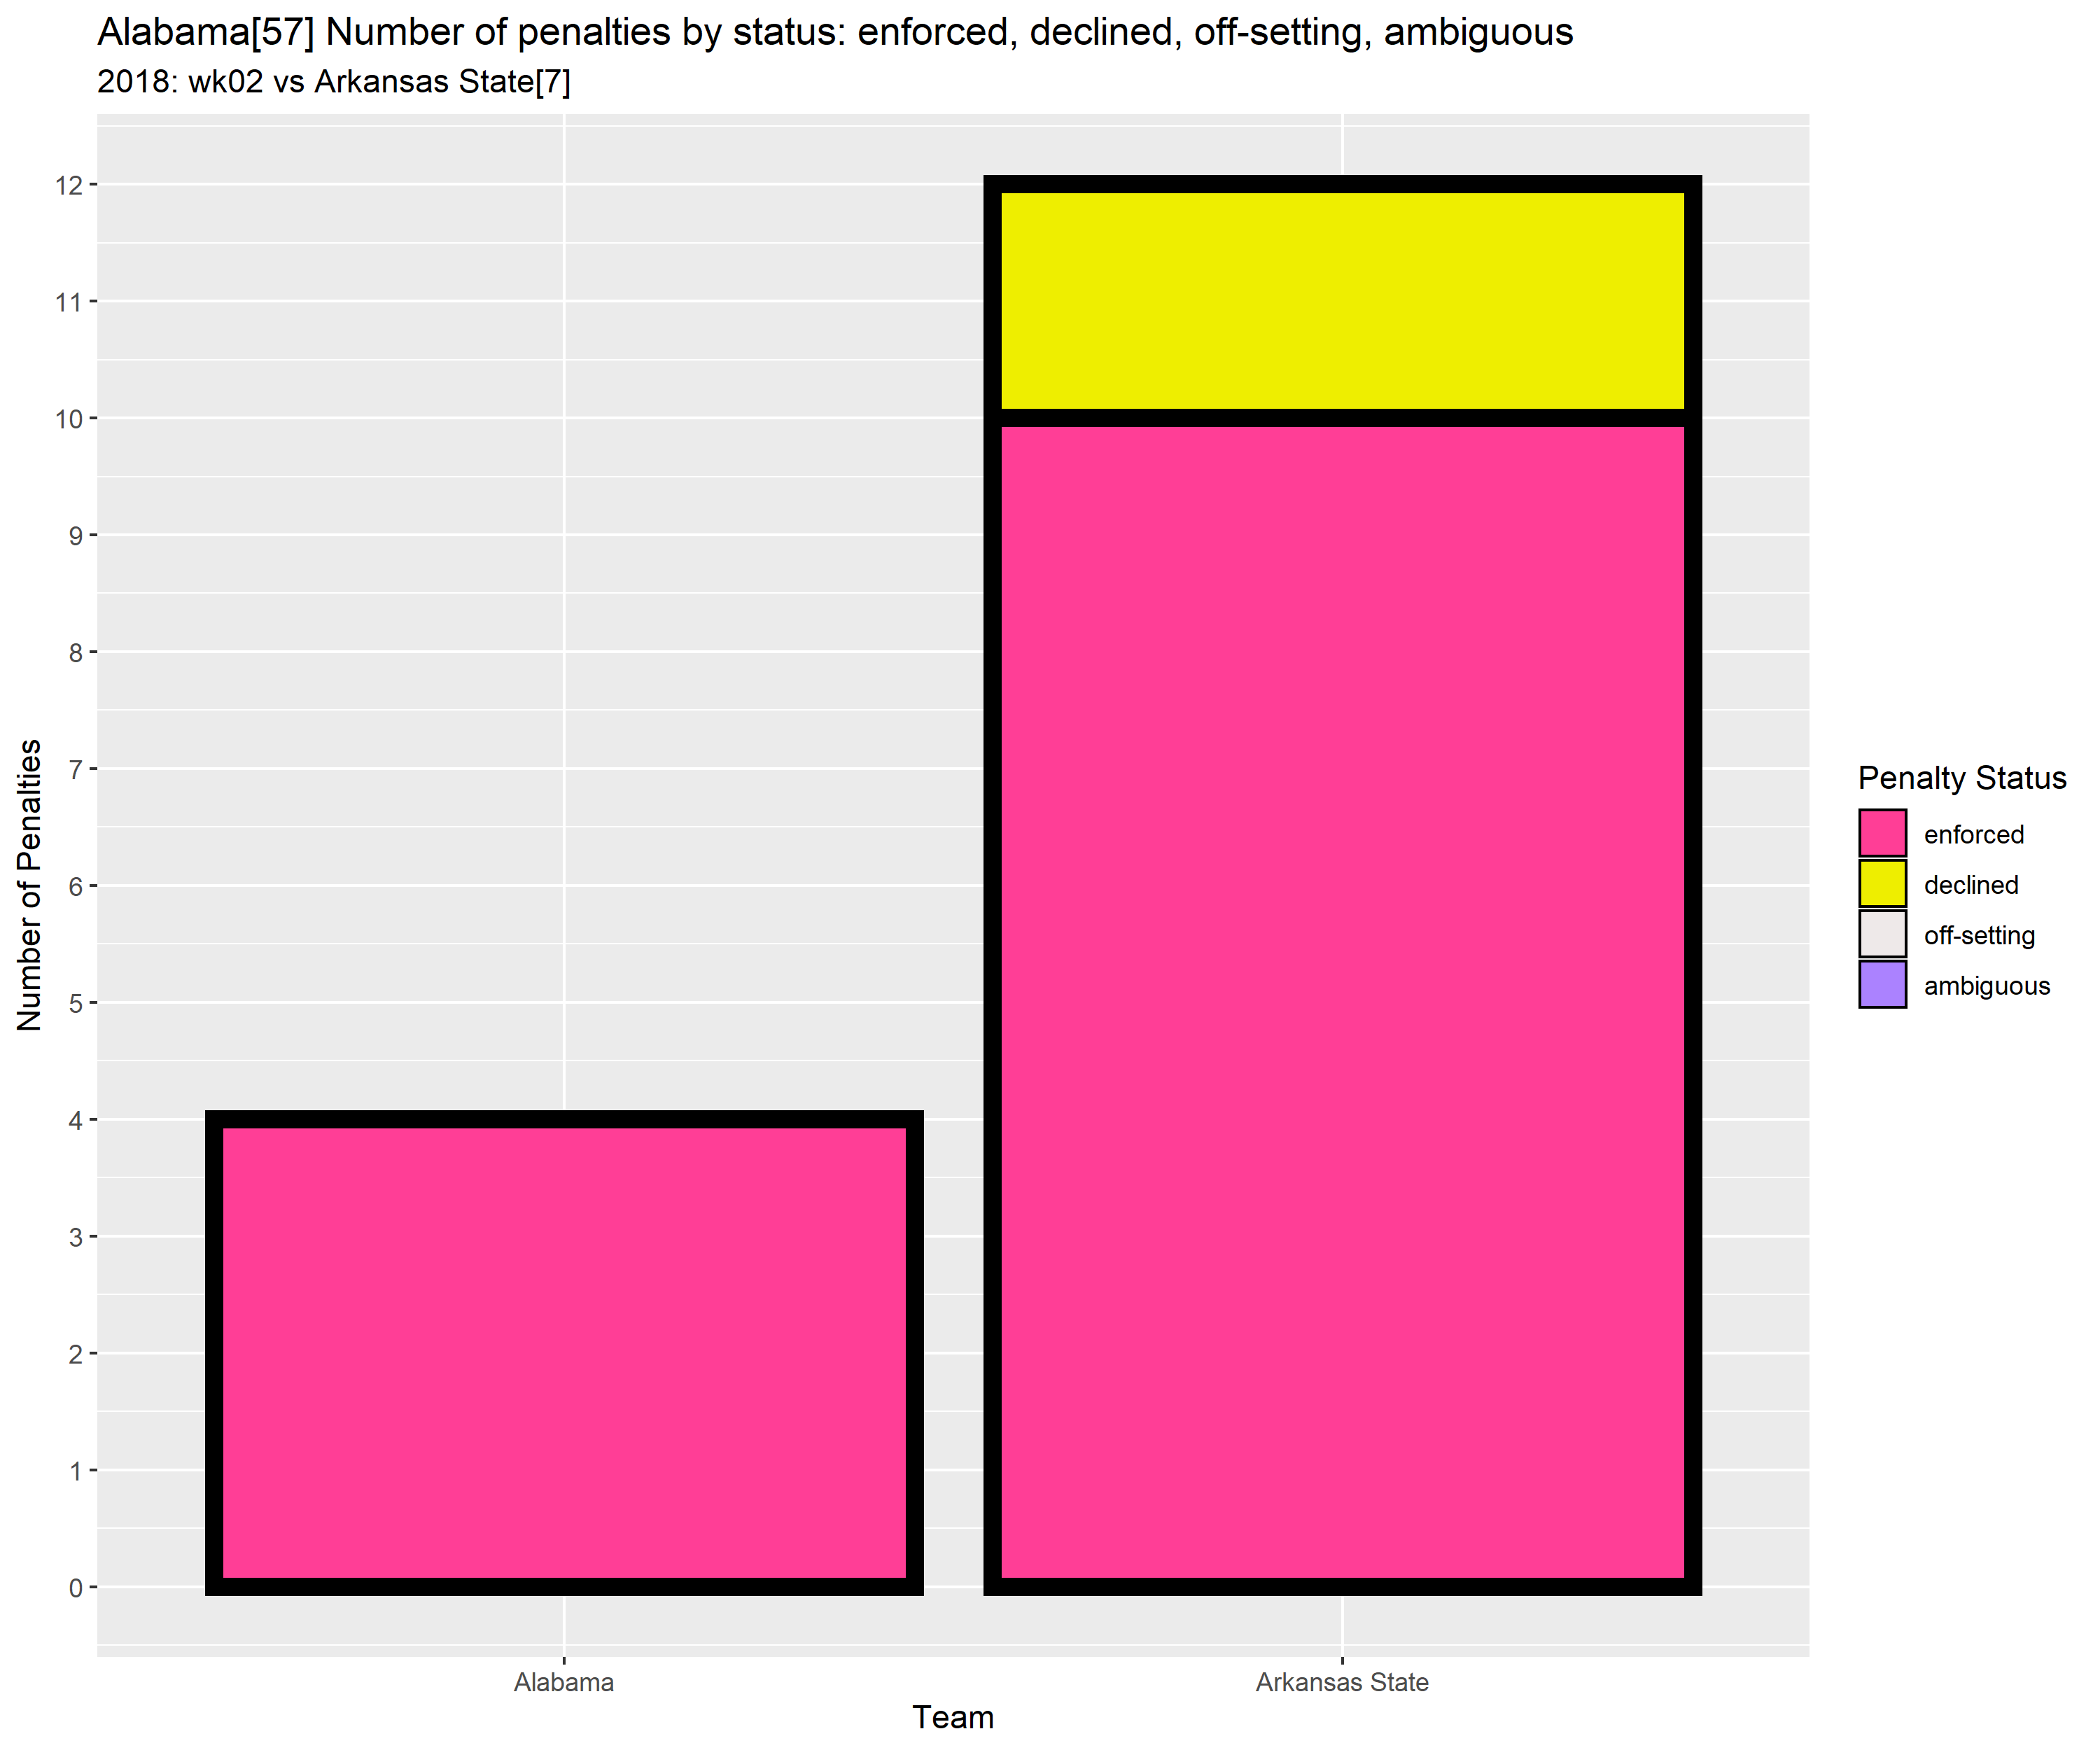 Alabama[57] Number of penalties by status: enforced, declined, off-setting, ambiguous
2018: wk02 vs Arkansas State[7]
12
11
10
9
8
7
6
5
4
3
2
1
0
Number of Penalties
Alabama
Arkansas State
Team
Penalty Status
enforced
declined
off-setting
ambiguous